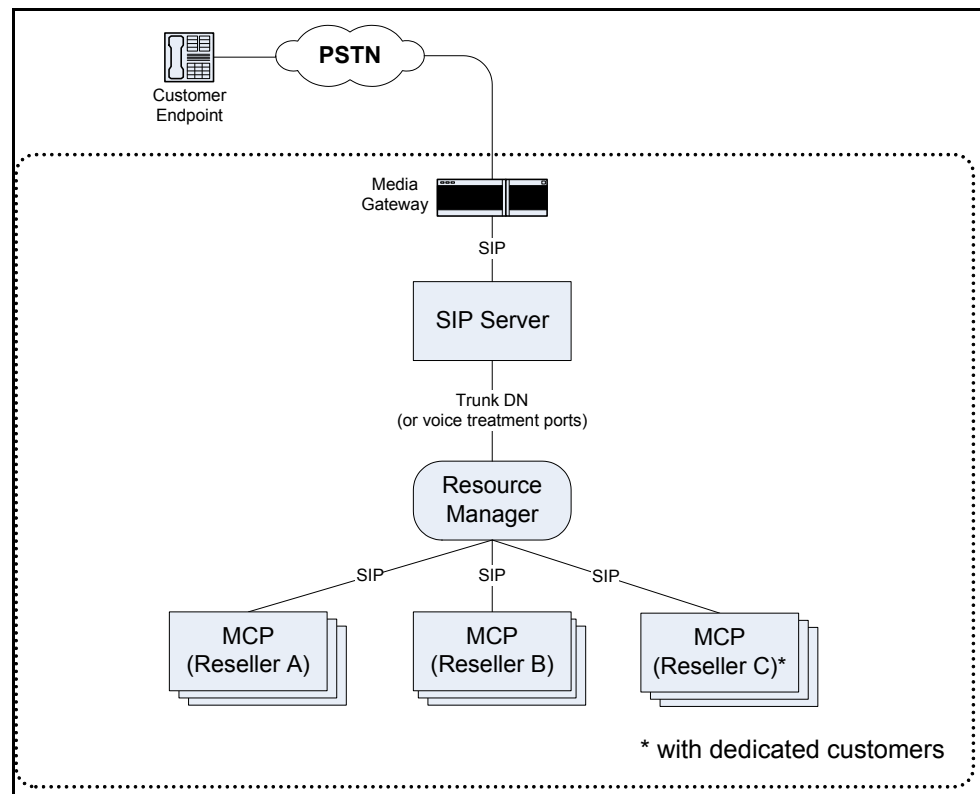 PSTN
Customer
Endpoint
Media
Gateway
SIP
SIP Server
Trunk DN
(or voice treatment ports)
Resource
Manager
SIP
SIP
SIP
MCP
(Reseller A)
MCP
(Reseller B)
MCP
(Reseller C)*
* with dedicated customers